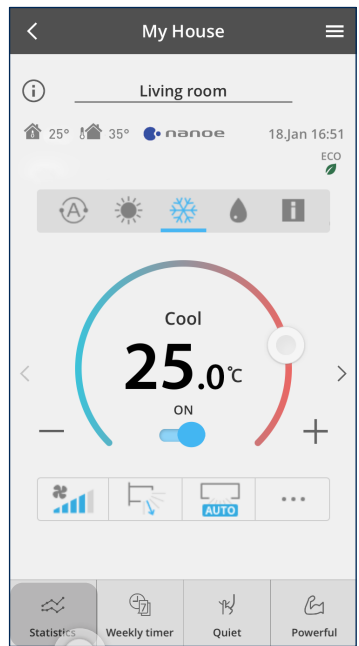 My House
Living room
25° 35° nanoe 18.Jan 16:51
ECO
A
Cool
25.0°C
ON
AUTO
7
Statistics Weekly timer Quiet Powerful